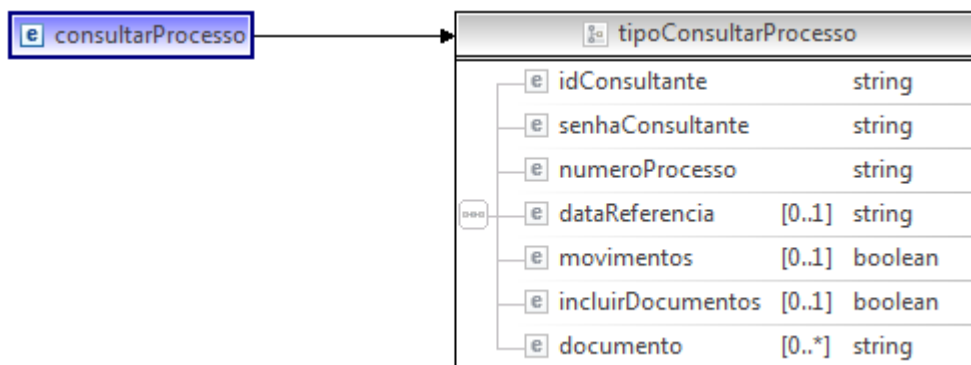 e consultarProcesso
tipoConsultarProcesso
e idConsultante string
e senhaConsultante string
e numeroProcesso string
e dataReferencia [0..1] string
e movimentos [0..1] boolean
e incluirDocumentos [0..1] boolean
e documento [0..*] string